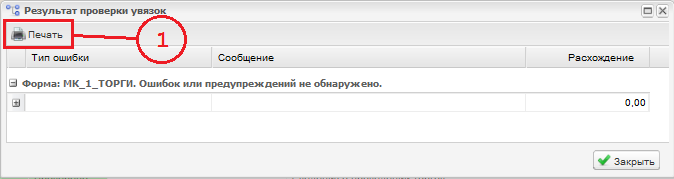 Результат проверки увязок
Печать
1
Тип ошибки Сообщение Расхождение
Форма: МК_1_ТОРГИ. Ошибок или предупреждений не обнаружено.
0,00
Закрыть